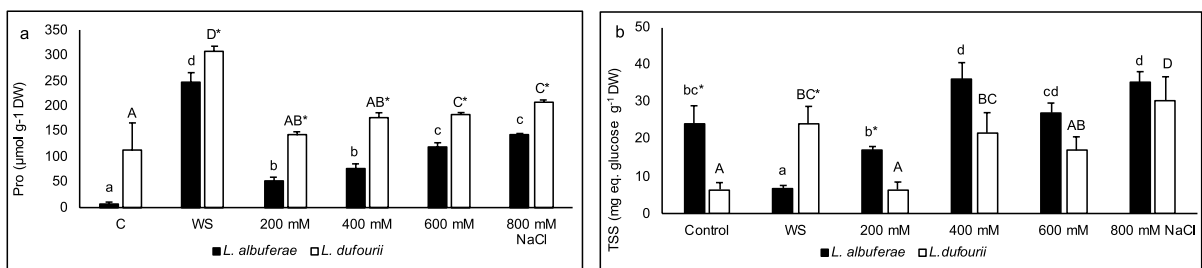 a
Pro (µmol g-1 DW)
350
300
250
200
150
100
50
0
a
A
d
D*
b
AB*
b
AB*
c
C*
c
C*
C
WS
200 mM
400 mM
600 mM
800 mM
NaCl
L. albuferae
L. dufourii
b
TSS (mg eq. glucose g⁻¹ DW)
50
40
30
20
10
0
bc*
A
a
BC*
b*
A
d
BC
cd
AB
d
D
Control
WS
200 mM
400 mM
600 mM
800 mM NaCl
L. albuferae
L.dufourii